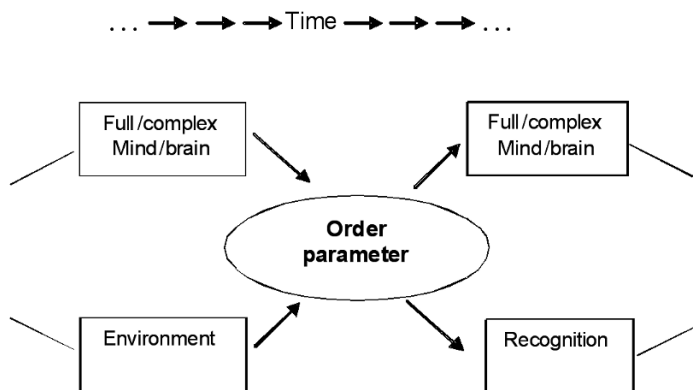 ... Time ...
Full/complex
Mind/brain
Full/complex
Mind/brain
Order
parameter
Environment
Recognition